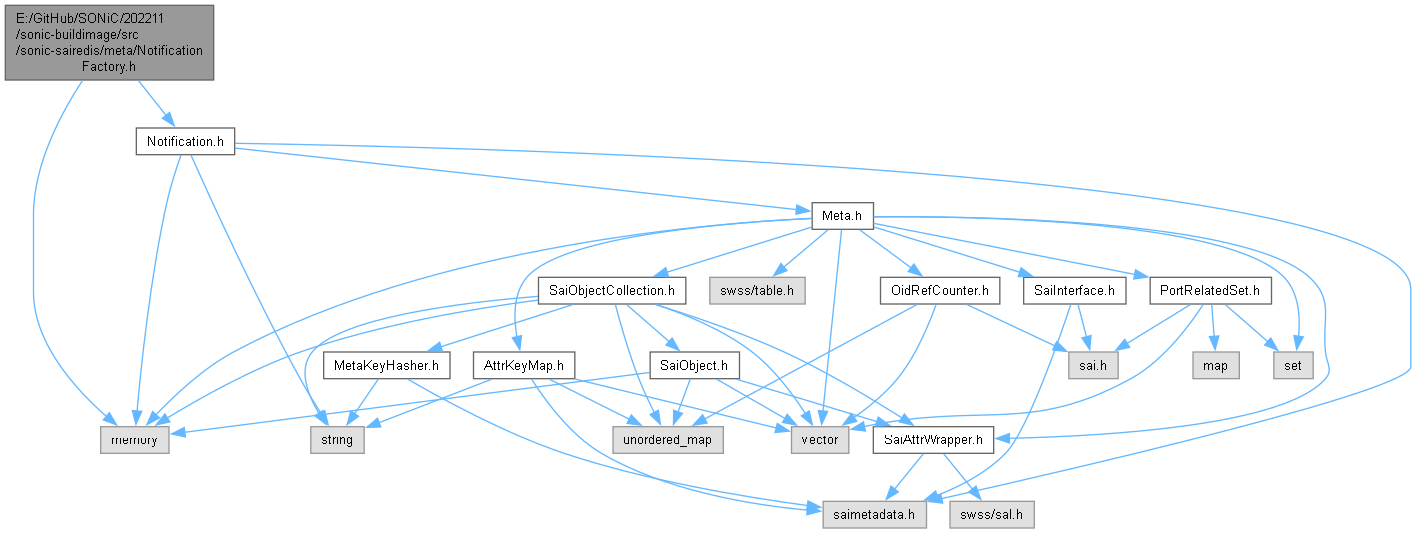 E:/GitHub/SONiC/202211
/sonic-buildimage/src
/sonic-sairedis/meta/Notification
Factory.h
Notification.h
Meta.h
SaiObjectCollection.h
swss/table.h
OidRefCounter.h
SaiInterface.h
PortRelatedSet.h
MetaKeyHasher.h
AttrKeyMap.h
SaiObject.h
sai.h
map
set
memory
string
unordered_map
vector
SaiAttrWrapper.h
saimetadata.h
swss/sal.h